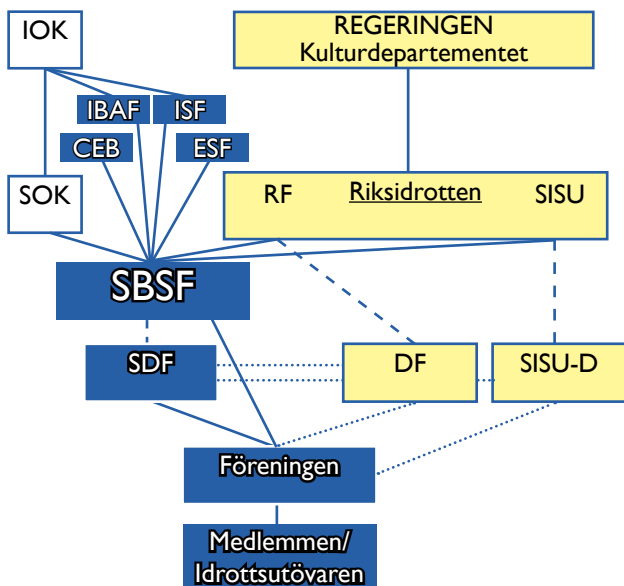 IOK
REGERINGEN
Kulturdepartementet
IBAF
ISF
CEB
ESF
SOK
RF
Riksidrotten
SISU
SBSF
SDF
DF
SISU-D
Föreningen
Medlemmen/
Idrottsutövaren